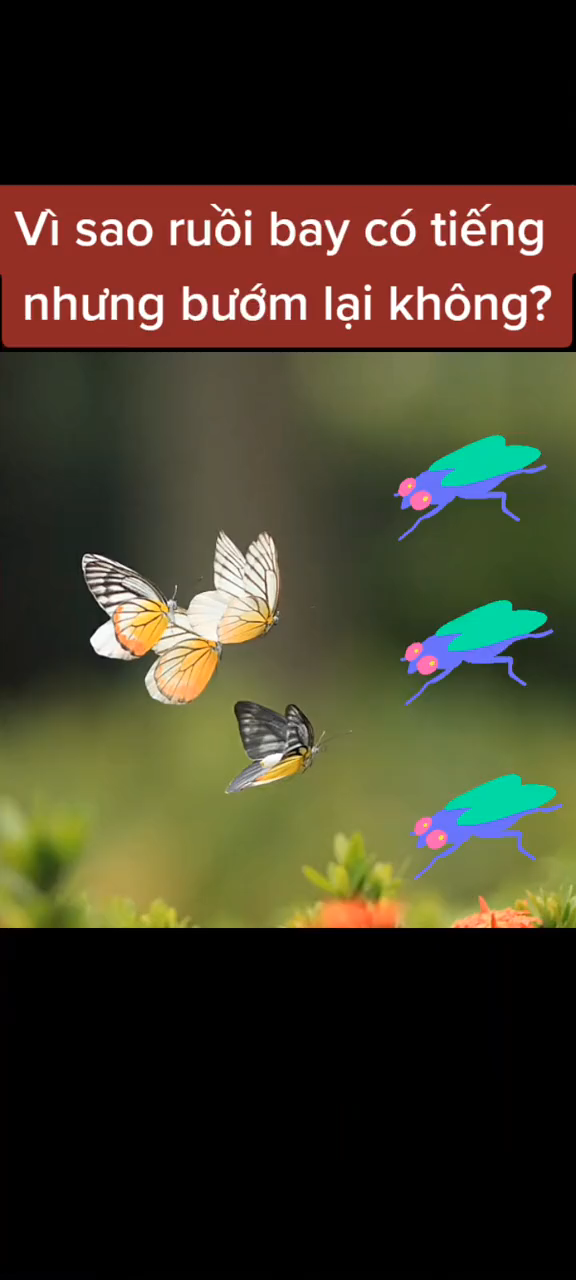 Vì sao ruồi bay có tiếng
nhưng bướm lại không?